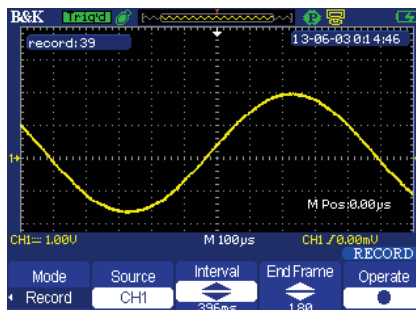 B&K Trig'd
record:39 13-06-03 0:14:46
1
M Pos:0.00μs
CH1 1.00V M 100μs CH1 0.00mV
RECORD
Mode Source Interval End Frame Operate
Record CH1 396ms 180